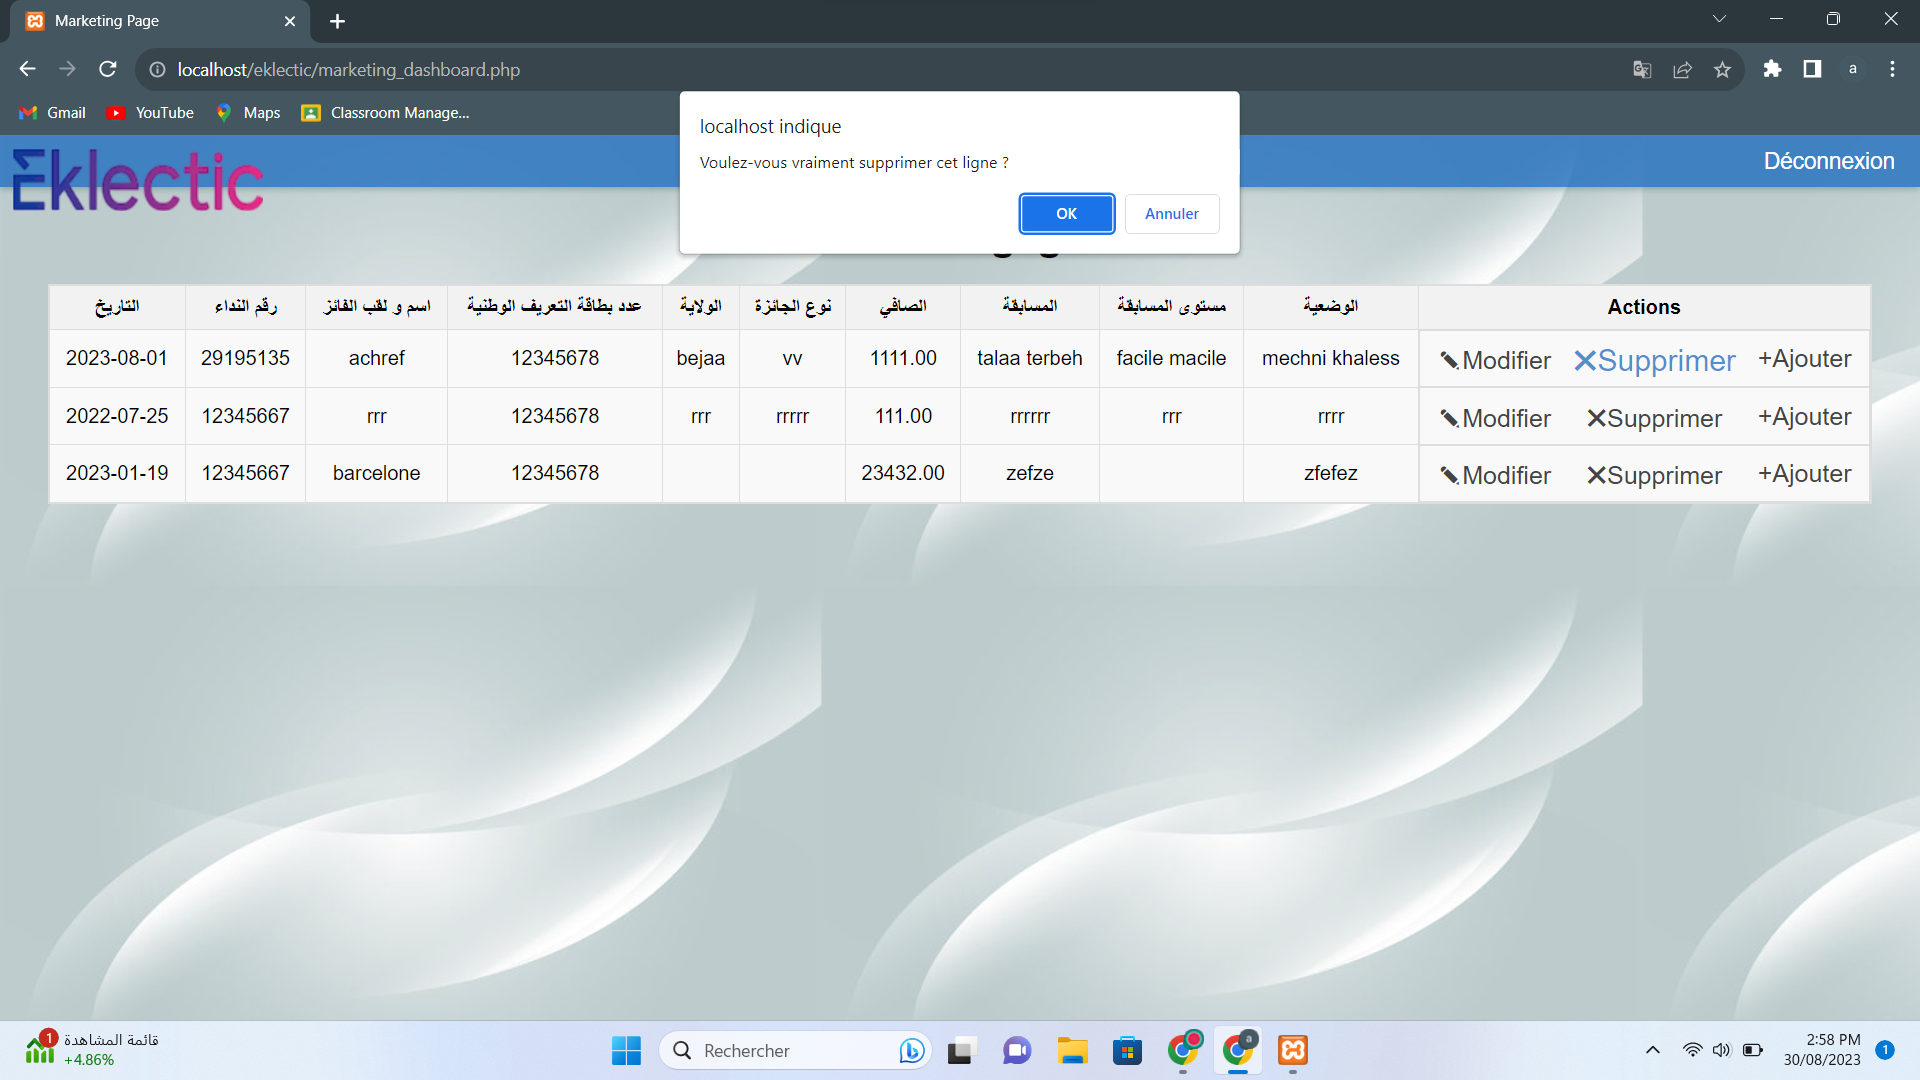 Marketing Page
localhost/eklectic/marketing_dashboard.php
a
Gmail
YouTube
Maps
Classroom Manage...
localhost indique
Voulez-vous vraiment supprimer cet ligne ?
OK
Annuler
Eklectic
Déconnexion
التاريخ
رقم النداء
اسم و لقب الفائز
عدد بطاقة التعريف الوطنية
الولاية
نوع الجائزة
الصافي
المسابقة
مستوى المسابقة
الوضعية
Actions
2023-08-01 29195135 achref 12345678 bejaa vv 1111.00 talaa terbeh facile macile mechni khaless Modifier Supprimer +Ajouter
2022-07-25 12345667 rrr 12345678 rrr rrrrr 111.00 rrrrrr rrr rrrr Modifier Supprimer +Ajouter
2023-01-19 12345667 barcelone 12345678 23432.00 zefze zfefez Modifier Supprimer +Ajouter
1
قائمة المشاهدة
+4.86%
Rechercher
a
2:58 PM
30/08/2023
1